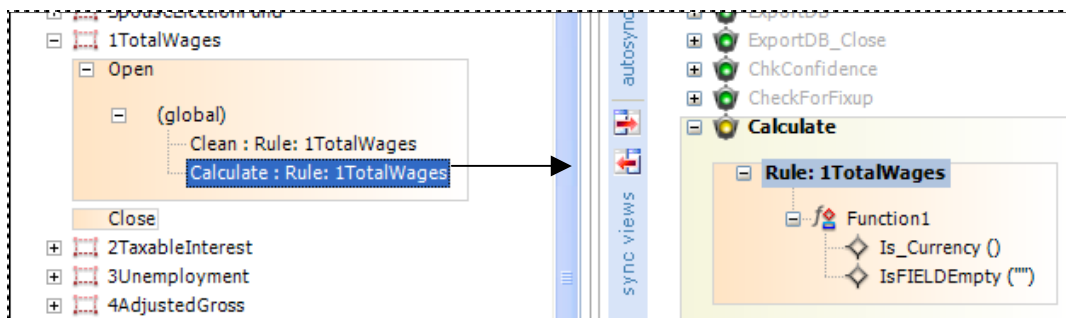 SpouseElectionFund
1TotalWages
Open
(global)
Clean : Rule: 1TotalWages
Calculate : Rule: 1TotalWages
Close
2TaxableInterest
3Unemployment
4AdjustedGross
autosync
sync views
ExportDB
ExportDB_Close
ChkConfidence
CheckForFixup
Calculate
Rule: 1TotalWages
Function1
Is_Currency ()
IsFIELDEmpty ("")